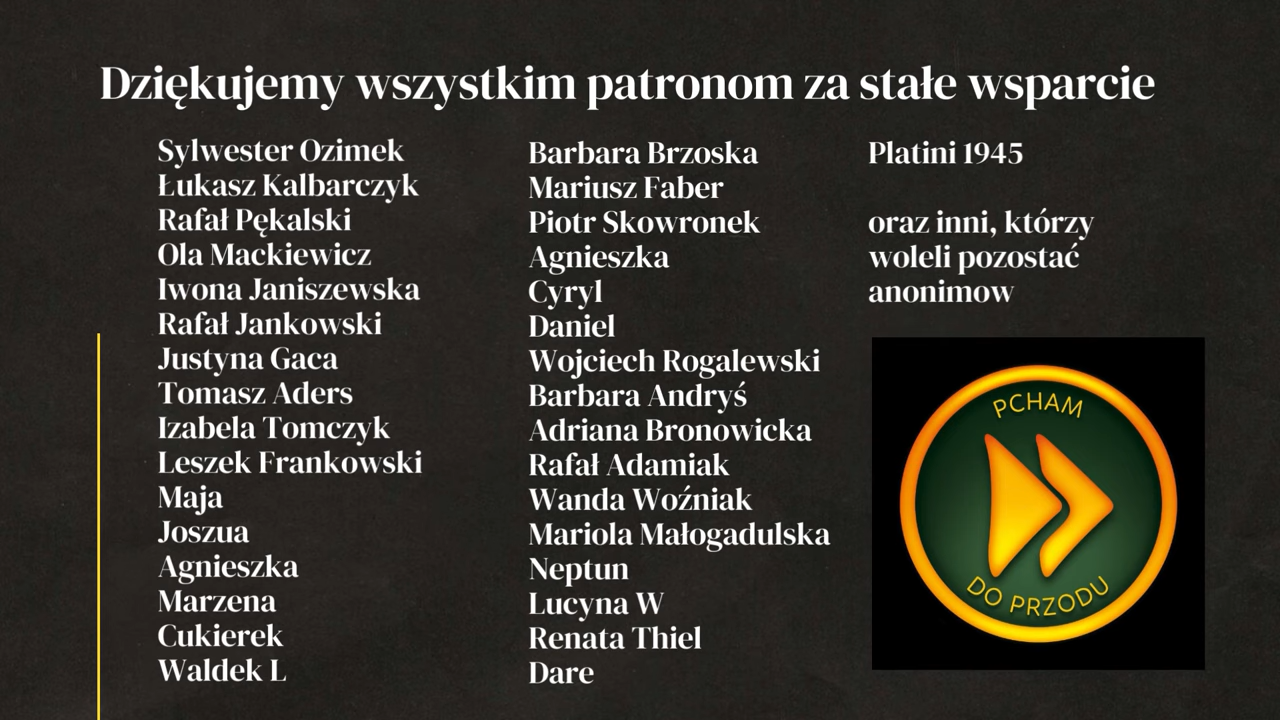 Dziękujemy wszystkim patronom za stałe wsparcie
Sylwester Ozimek
Łukasz Kalbarczyk
Rafał Pękalski
Ola Mackiewicz
Iwona Janiszewska
Rafał Jankowski
Justyna Gaca
Tomasz Aders
Izabela Tomczyk
Leszek Frankowski
Maja
Joszua
Agnieszka
Marzena
Cukierek
Waldek L
Barbara Brzoska
Mariusz Faber
Piotr Skowronek
Agnieszka
Cyryl
Daniel
Wojciech Rogalewski
Barbara Andryś
Adriana Bronowicka
Rafał Adamiak
Wanda Woźniak
Mariola Małogadulska
Neptun
Lucyna W
Renata Thiel
Dare
Platini 1945
oraz inni, którzy
woleli pozostać
anonimow
PCHAM
DO PRZODU